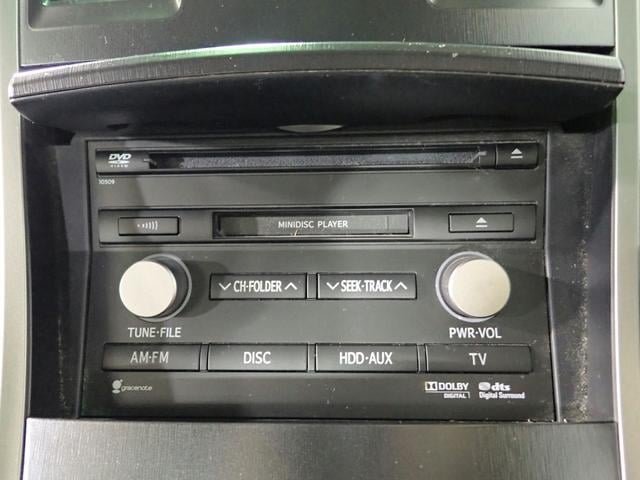 DVD
VIDEO
10509
MINIDISC PLAYER
CH·FOLDER
SEEK·TRACK
TUNE·FILE
PWR·VOL
AM·FM
DISC
HDD·AUX
TV
gracenote
DOLBY
DIGITAL
dts
Digital Surround